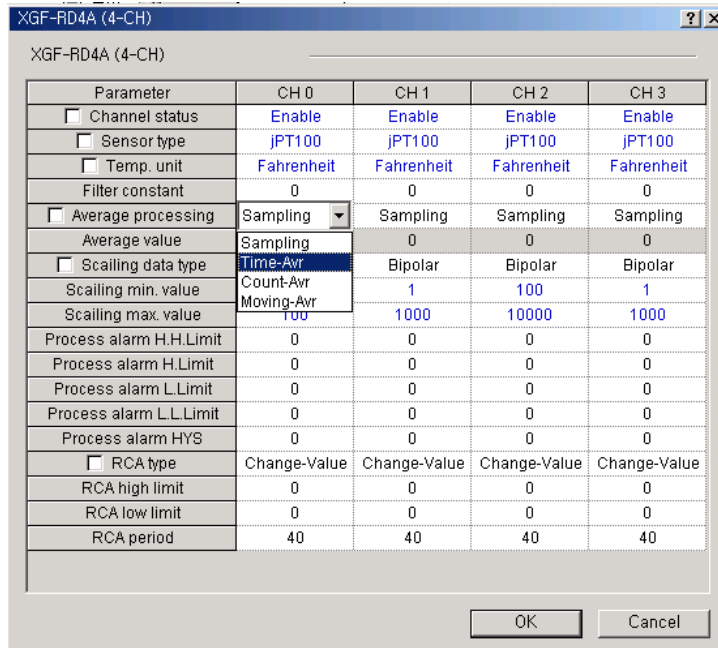 XGF-RD4A (4-CH)
XGF-RD4A (4-CH)
Parameter CH 0 CH 1 CH 2 CH 3
Channel status Enable Enable Enable Enable
Sensor type jPT100 jPT100 jPT100 jPT100
Temp. unit Fahrenheit Fahrenheit Fahrenheit Fahrenheit
Filter constant 0 0 0 0
Average processing Sampling Sampling Sampling Sampling
Average value Sampling 0 0 0
Scailing data type Time-Avr Bipolar Bipolar Bipolar
Scailing min. value Count-Avr 1 100 1
Moving-Avr
Scailing max. value 100 1000 10000 1000
Process alarm H.H.Limit 0 0 0 0
Process alarm H.Limit 0 0 0 0
Process alarm L.Limit 0 0 0 0
Process alarm L.L.Limit 0 0 0 0
Process alarm HYS 0 0 0 0
RCA type Change-Value Change-Value Change-Value Change-Value
RCA high limit 0 0 0 0
RCA low limit 0 0 0 0
RCA period 40 40 40 40
OK Cancel